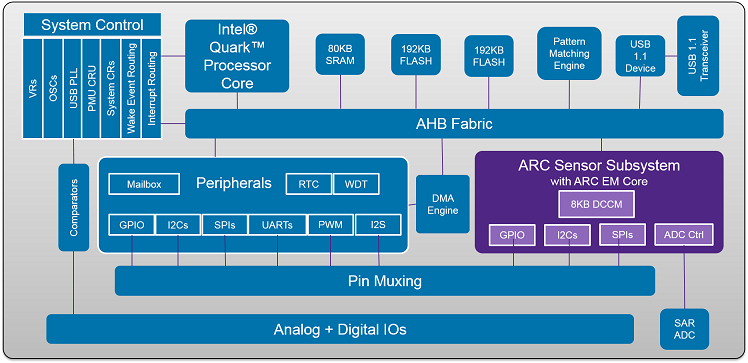 System Control
VRs
OSCs
USB PLL
PMU CRU
System CRs
Wake Event Routing
Interrupt Routing
Intel®
Quark™
Processor
Core
80KB
SRAM
192KB
FLASH
192KB
FLASH
Pattern
Matching
Engine
USB
1.1
Device
USB 1.1
Transceiver
AHB Fabric
Comparators
Peripherals
Mailbox
RTC
WDT
GPIO
I2Cs
SPIs
UARTs
PWM
I2S
DMA
Engine
ARC Sensor Subsystem
with ARC EM Core
8KB DCCM
GPIO
I2Cs
SPIs
ADC Ctrl
Pin Muxing
Analog + Digital IOs
SAR
ADC